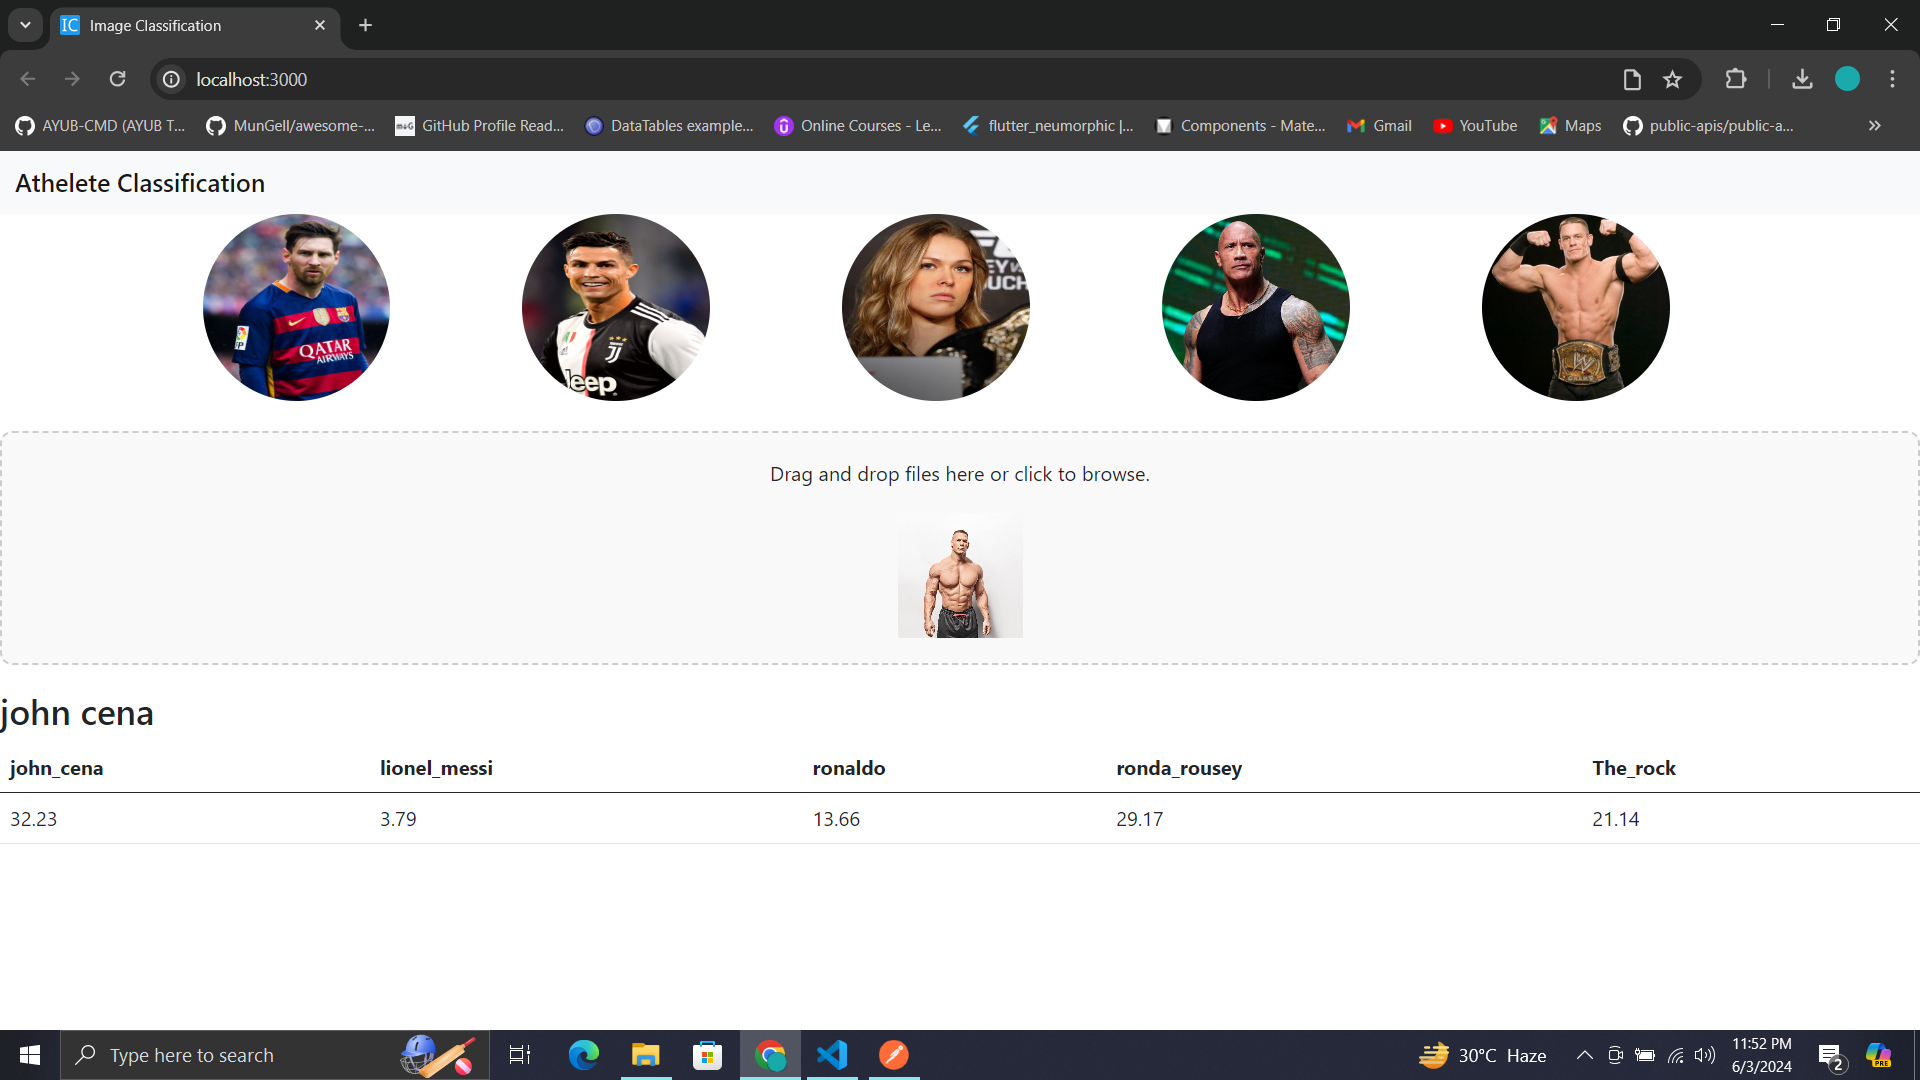 IC Image Classification
localhost:3000
AYUB-CMD (AYUB T... MunGell/awesome-... m+G GitHub Profile Read... DataTables example... Online Courses - Le... flutter_neumorphic |... Components - Mate... Gmail YouTube Maps public-apis/public-a...
Athelete Classification
QATAR
AIRWAYS
Jeep
EY
UCH
Drag and drop files here or click to browse.
john cena
john_cena lionel_messi ronaldo ronda_rousey The_rock
32.23 3.79 13.66 29.17 21.14
Type here to search
30°C Haze
11:52 PM
6/3/2024
2
PRE